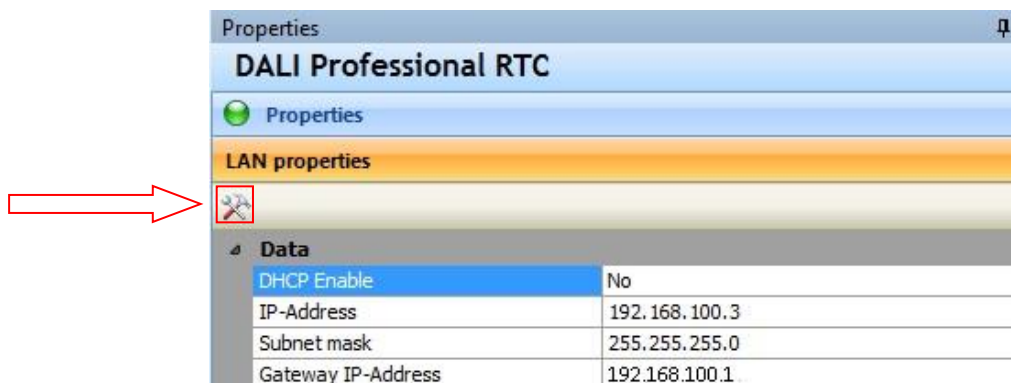 Properties
DALI Professional RTC
Properties
LAN properties
Data
DHCP Enable No
IP-Address 192.168.100.3
Subnet mask 255.255.255.0
Gateway IP-Address 192.168.100.1